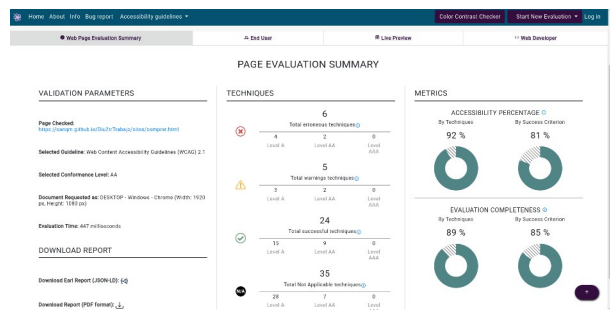 Home About Info Bug report Accessibility guidelines
Color Contrast Checker
Start New Evaluation
Log in
Web Page Evaluation Summary
End User
Live Preview
Web Developer
PAGE EVALUATION SUMMARY
VALIDATION PARAMETERS
Page Checked:
Selected Guideline: Web Content Accessibility Guidelines (WCAG) 2.1
Selected Conformance Level: AA
Document Requested as: DESKTOP - Windows - Chrome (Width: 1920
px, Height: 1080 px)
Evaluation Time: 447 milliseconds
DOWNLOAD REPORT
Download Earl Report (JSON-LD):
Download Report (PDF format):
TECHNIQUES
6
Total erroneous techniques
4 2 0
Level A Level AA Level
AAA
5
Total warnings techniques
3 2 0
Level A Level AA Level
AAA
24
Total successful techniques
15 9 0
Level A Level AA Level
AAA
35
N/A
Total Not Applicable techniques
28 7 0
Level A Level AA Level
METRICS
ACCESSIBILITY PERCENTAGE
By Techniques By Success Criterion
92 % 81 %
EVALUATION COMPLETENESS
By Techniques By Success Criterion
89 % 85 %